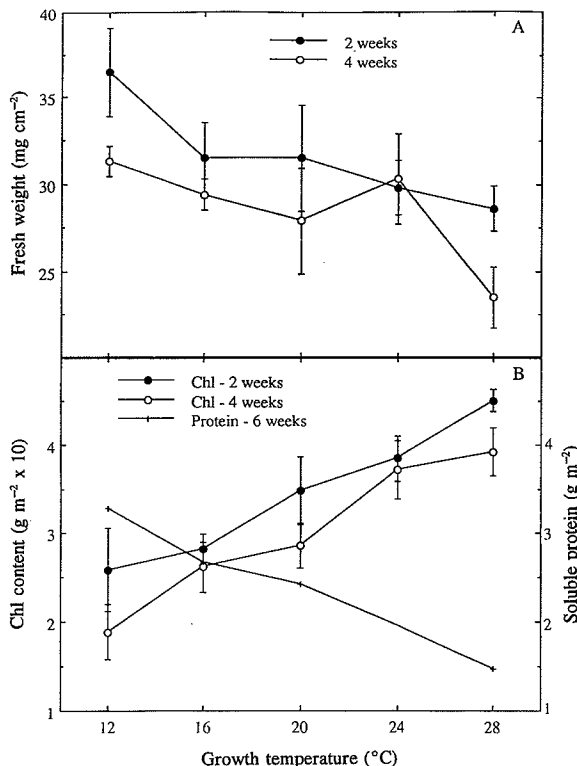 40
35
30
25
Fresh weight (mg cm⁻²)
A
2 weeks
4 weeks
B
Chl - 2 weeks
Chl - 4 weeks
Protein - 6 weeks
4
3
2
1
Chl content (g m⁻² x 10)
4
3
2
1
Soluble protein (g m⁻²)
12 16 20 24 28
Growth temperature (°C)